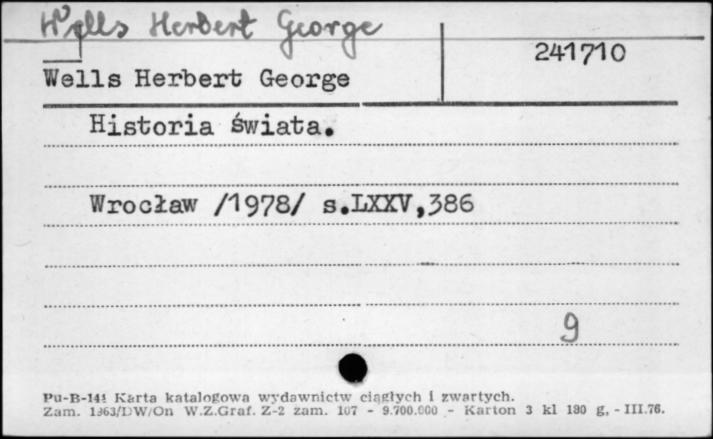 Wells Herbert George
241710
Wells Herbert George
Historia świata.
Wrocław /1978/ s.LXXV,386
9
Pu-B-141 Karta katalogowa wydawnictw ciągłych i zwartych.
Zam. 1363/DW/On W.Z.Graf. Z-2 zam. 107 - 9.700.000 - Karton 3 kl 180 g, - III.76.